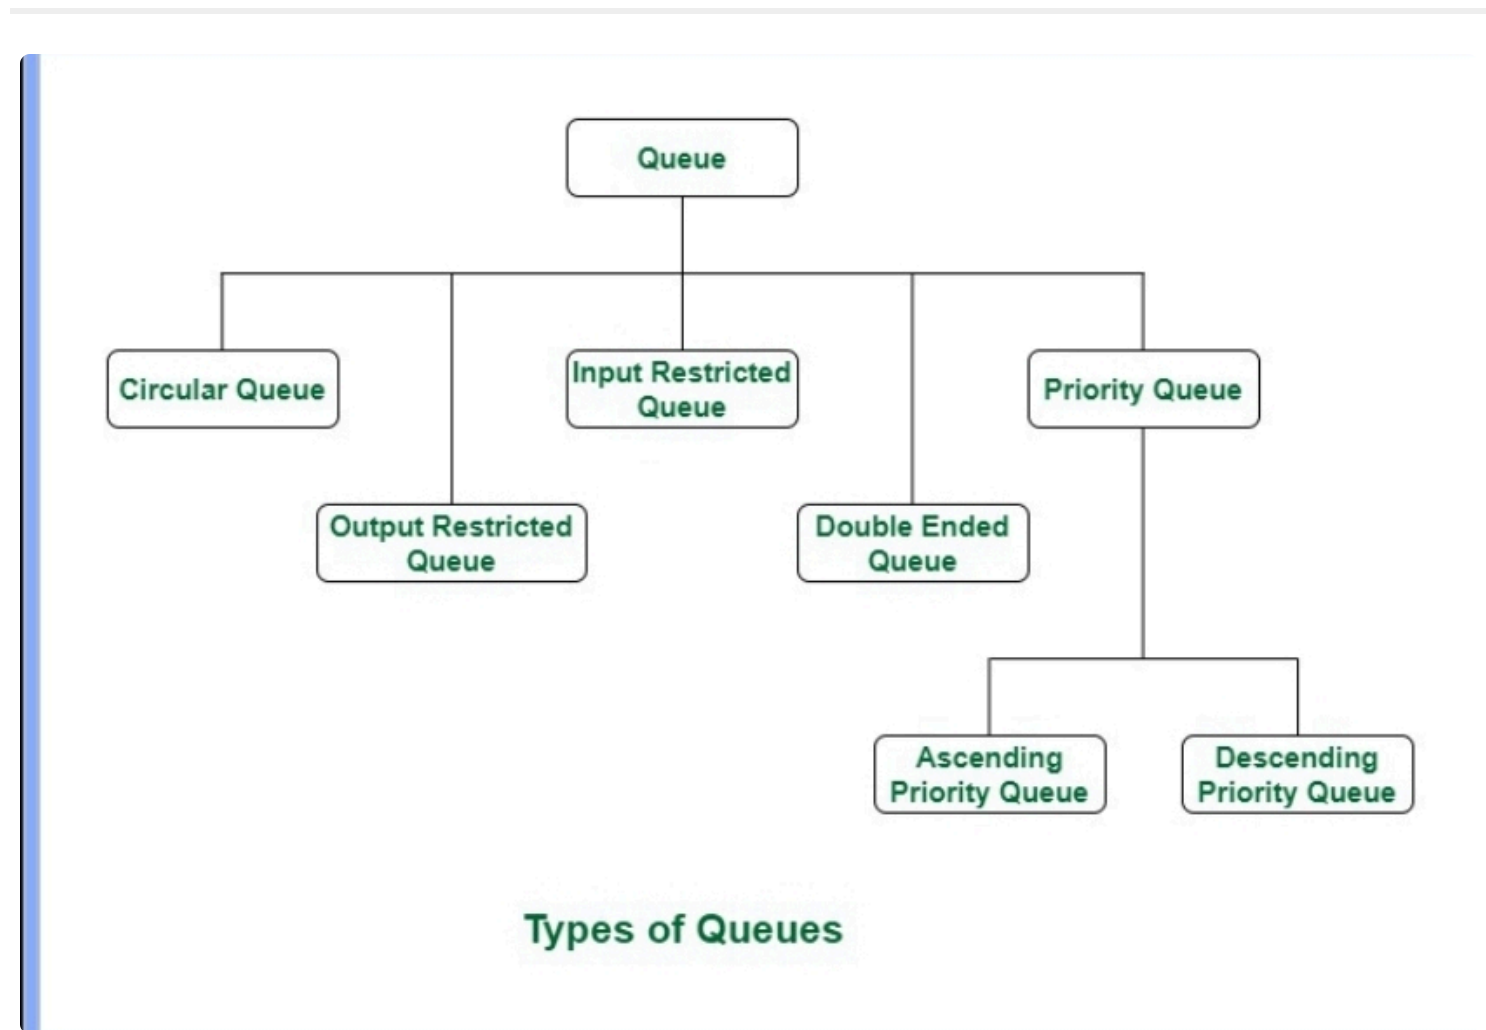 Queue
Circular Queue
Input Restricted
Queue
Priority Queue
Output Restricted
Queue
Double Ended
Queue
Ascending
Priority Queue
Descending
Priority Queue
Types of Queues